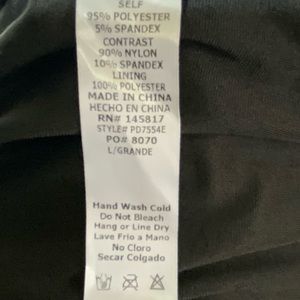 SELF
95% POLYESTER
5% SPANDEX
CONTRAST
90% NYLON
10% SPANDEX
LINING
100% POLYESTER
MADE IN CHINA
HECHO EN CHINA
RN# 145817
STYLE# PD7554E
PO# 8070
L/GRANDE
Hand Wash Cold
Do Not Bleach
Hang or Line Dry
Lave Frio a Mano
No Cloro
Secar Colgado